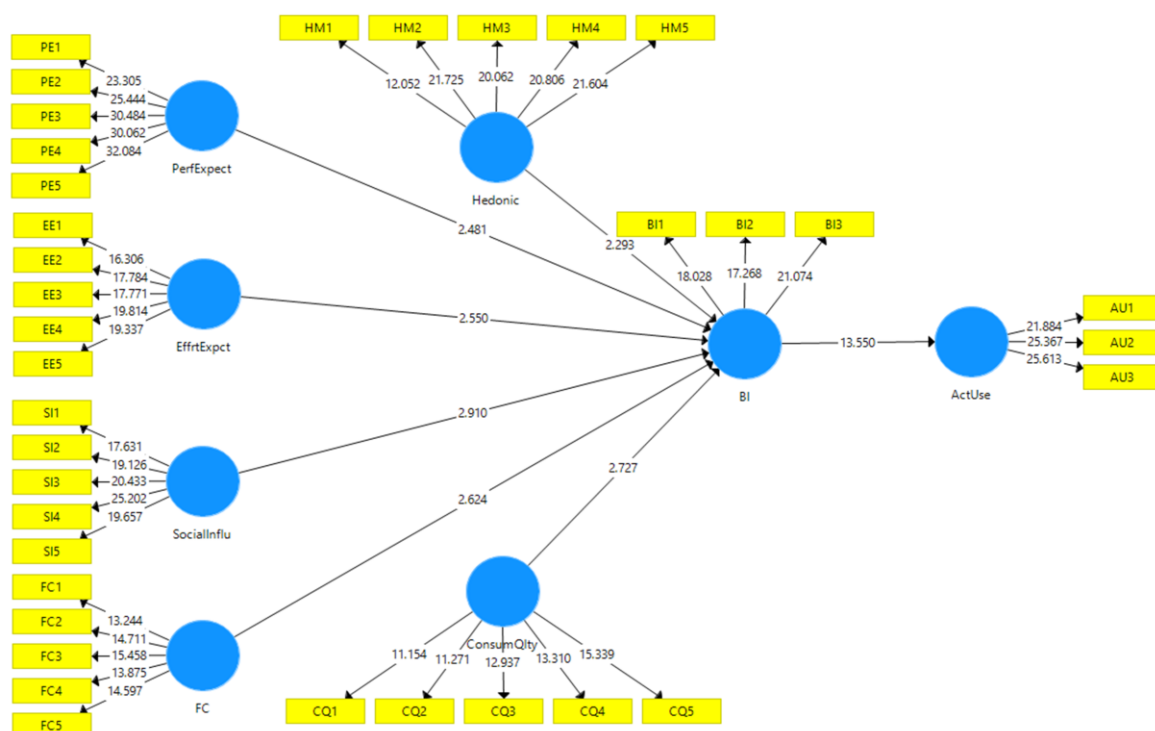 HM1
HM2
HM3
HM4
HM5
12.052
21.725
20.062
20.806
21.604
Hedonic
PE1
PE2
PE3
PE4
PE5
23.305
25.444
30.484
30.062
32.084
PerfExpect
2.481
2.293
EE1
EE2
EE3
EE4
EE5
16.306
17.784
17.771
19.814
19.337
EffrtExpct
2.550
BI1
BI2
BI3
18.028
17.268
21.074
BI
13.550
ActUse
21.884
25.367
25.613
AU1
AU2
AU3
SI1
SI2
SI3
SI4
SI5
17.631
19.126
20.433
25.202
19.657
SocialInflu
2.910
2.624
2.727
FC1
FC2
FC3
FC4
FC5
13.244
14.711
15.458
13.875
14.597
FC
ConsumQlty
11.154
11.271
12.937
13.310
15.339
CQ1
CQ2
CQ3
CQ4
CQ5